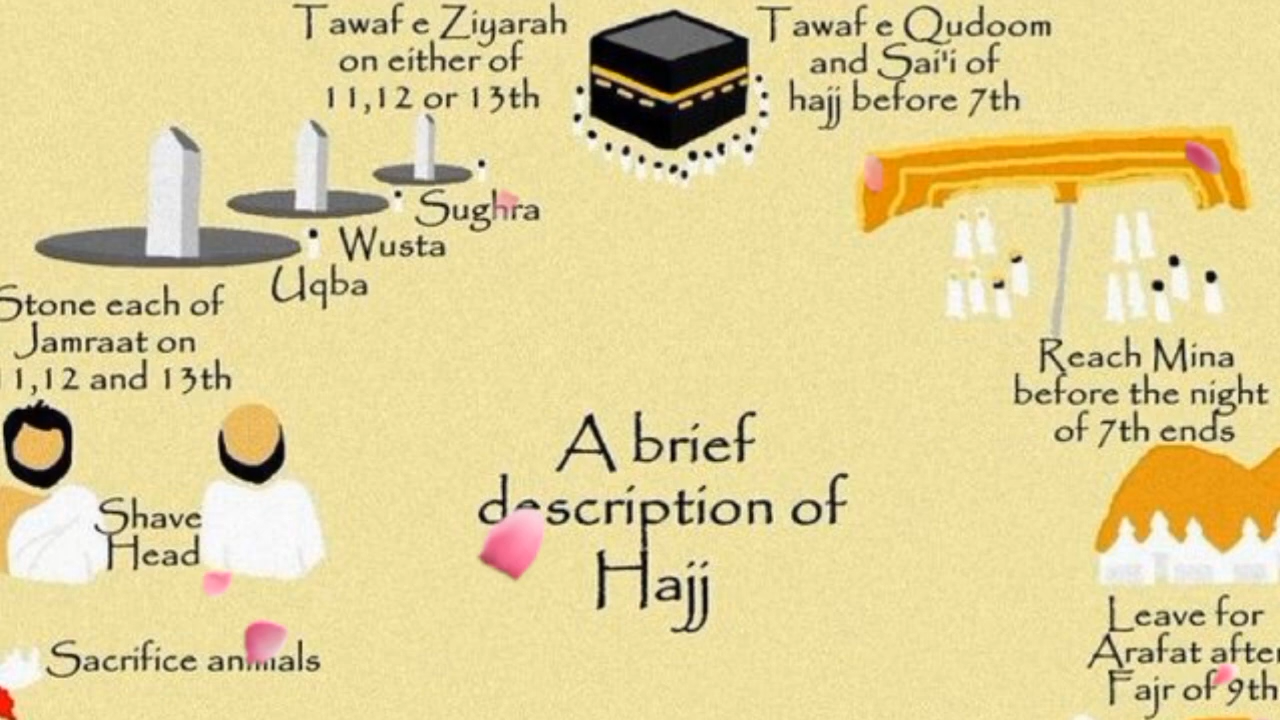 Tawaf e Ziyarah
on either of
11,12 or 13th
Tawaf e Qudoom
and Sai'i of
hajj before 7th
Sughra
Wusta
Uqba
Stone each of
Jamraat on
11,12 and 13th
Reach Mina
before the night
of 7th ends
A brief
description of
Hajj
Shave
Head
Sacrifice animals
Leave for
Arafat after
Fajr of 9th